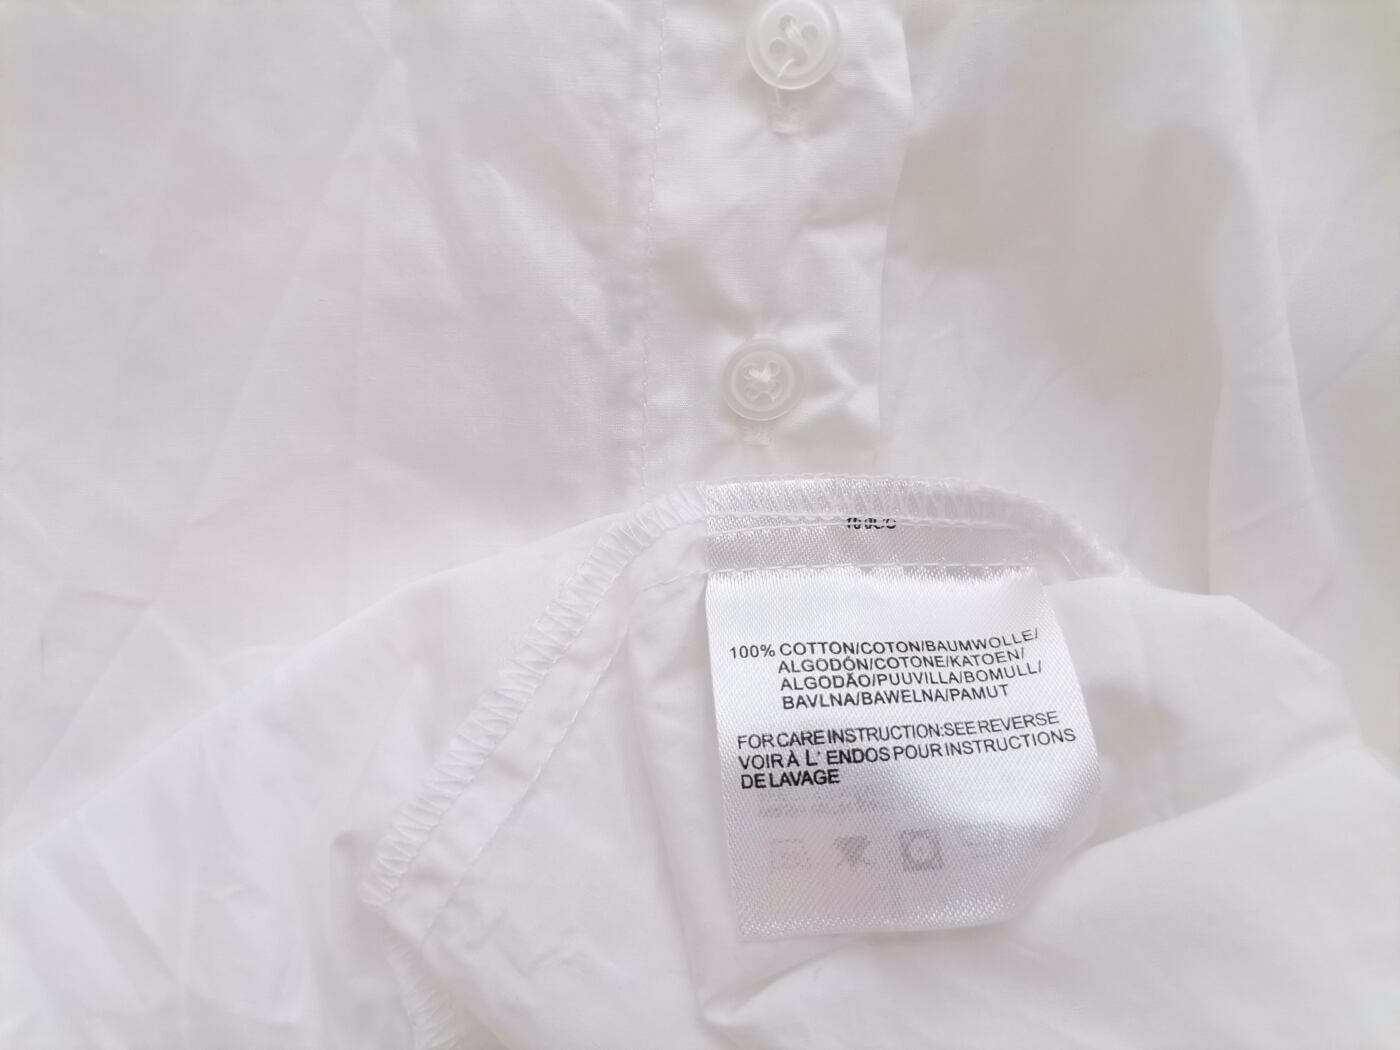 100% COTTON/COTON/BAUMWOLLE/
ALGODÓN/COTONE/KATOEN/
ALGODÃO/PUUVILLA/BOMULL/
BAVLNA/BAWELNA/PAMUT
FOR CARE INSTRUCTION:SEE REVERSE
VOIR À L' ENDOS POUR INSTRUCTIONS
DE LAVAGE